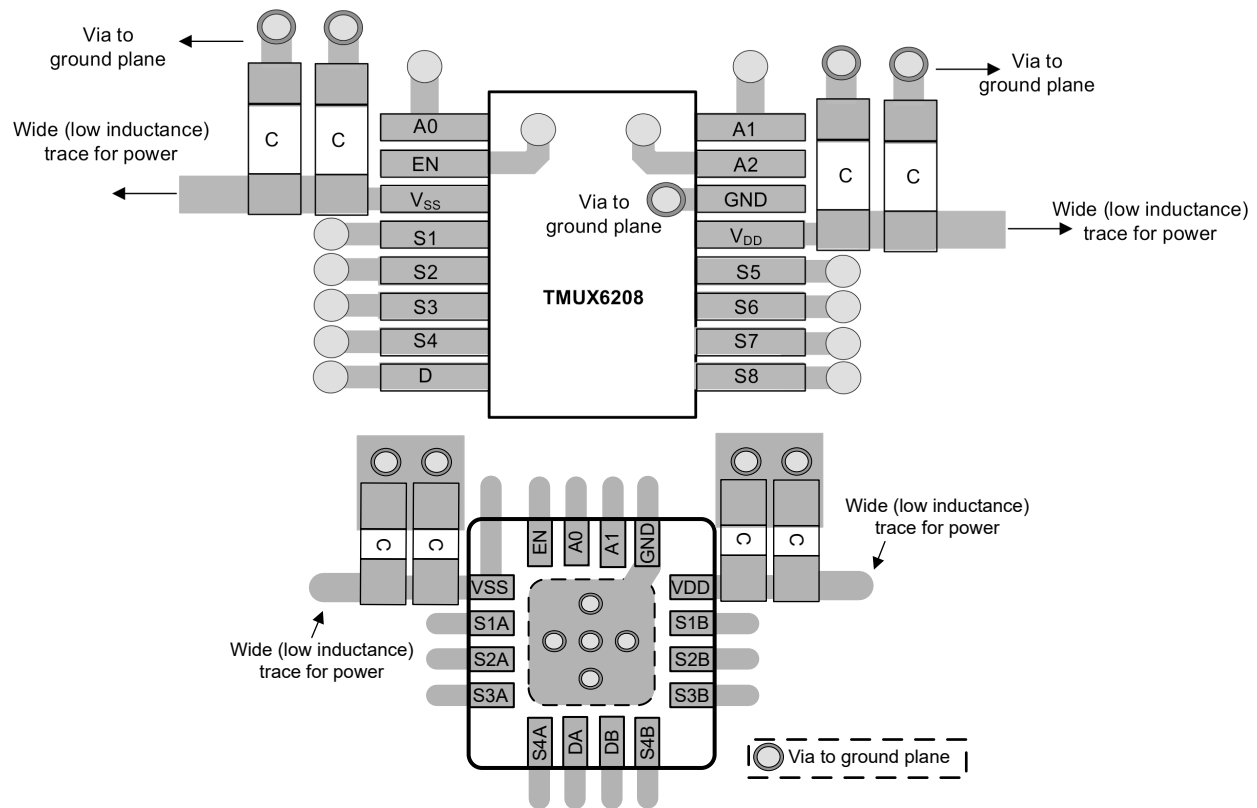 Via to
ground plane
Via to
ground plane
Wide (low inductance)
trace for power
C
C
A0
EN
VSS
S1
S2
S3
S4
D
Via to
ground plane
TMUX6208
A1
A2
GND
VDD
S5
S6
S7
S8
C
C
Wide (low inductance)
trace for power
C
C
EN
A0
A1
GND
C
C
Wide (low inductance)
trace for power
VSS
S1A
S2A
S3A
VDD
S1B
S2B
S3B
Wide (low inductance)
trace for power
S4A
DA
DB
S4B
Via to ground plane